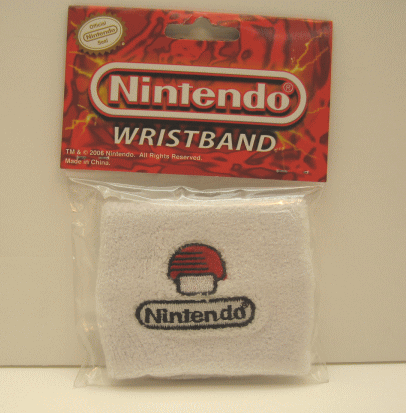 Official
Nintendo
Seal
Nintendo®
WRISTBAND
TM & © 2006 Nintendo. All Rights Reserved.
Made in China.
Nintendo®